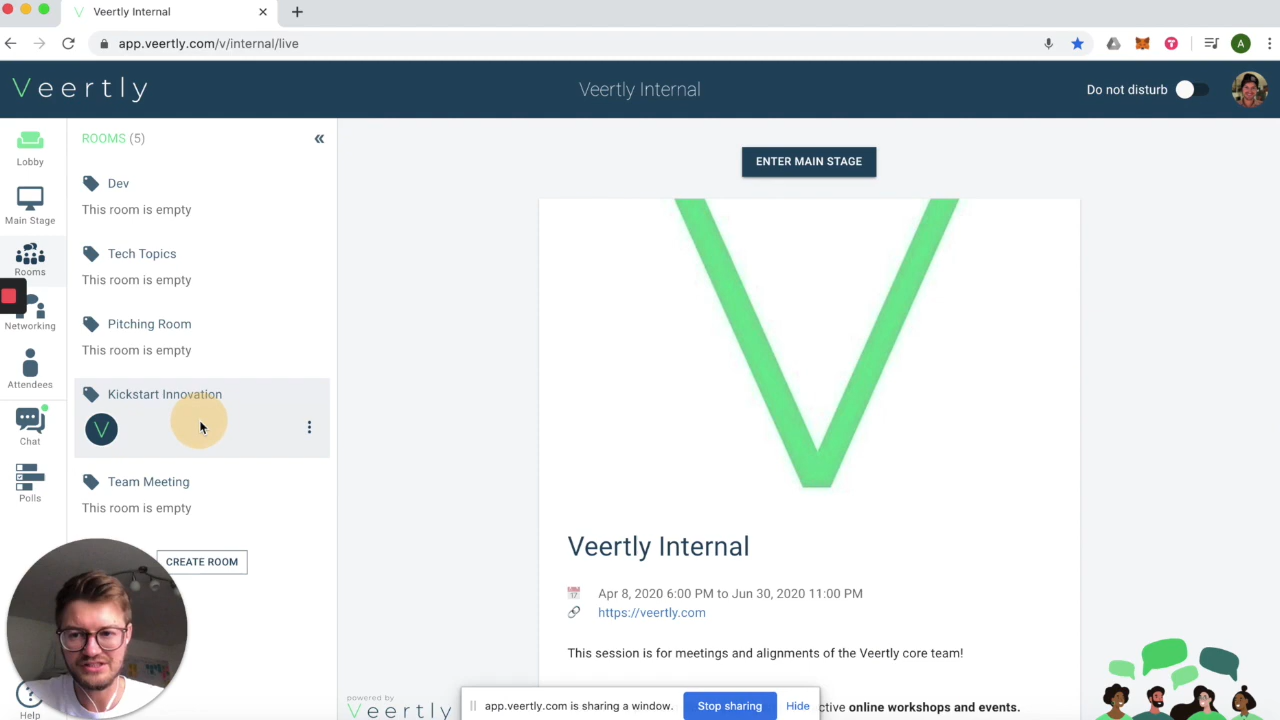 Veertly Internal
app.veertly.com/v/internal/live
A
Veertly
Veertly Internal
Do not disturb
Lobby
Main Stage
Rooms
Networking
Attendees
Chat
Polls
Help
ROOMS (5)
Dev
This room is empty
Tech Topics
This room is empty
Pitching Room
This room is empty
Kickstart Innovation
V
Team Meeting
This room is empty
CREATE ROOM
ENTER MAIN STAGE
Veertly Internal
Apr 8, 2020 6:00 PM to Jun 30, 2020 11:00 PM
https://veertly.com
This session is for meetings and alignments of the Veertly core team!
online workshops and events.
powered by
Veertly
app.veertly.com is sharing a window.
Stop sharing
Hide